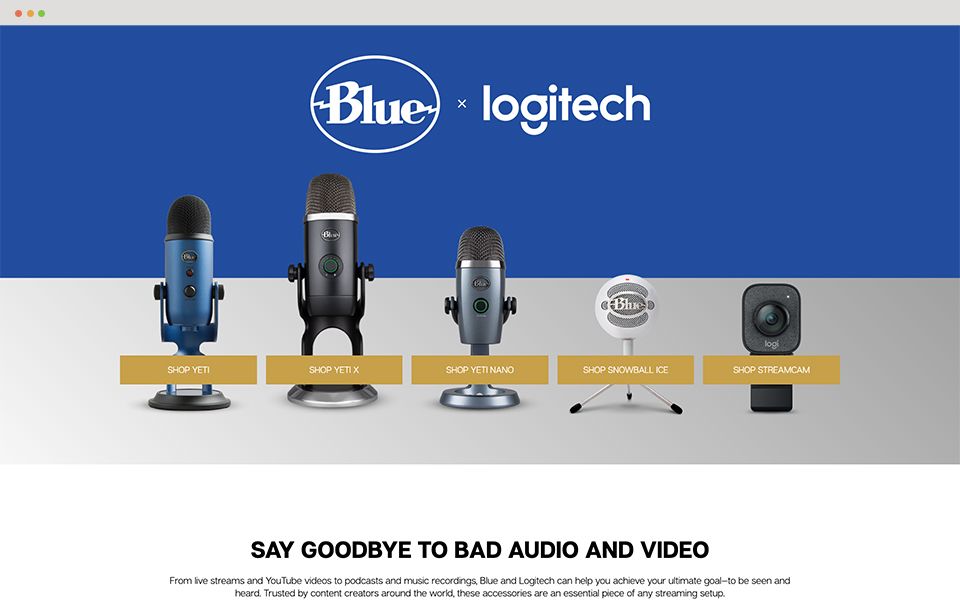 Blue × logitech
Blue
Blue
Blue
Blue
logi
SHOP YETI
SHOP YETI X
SHOP YETI NANO
SHOP SNOWBALL ICE
SHOP STREAMCAM
SAY GOODBYE TO BAD AUDIO AND VIDEO
From live streams and YouTube videos to podcasts and music recordings, Blue and Logitech can help you achieve your ultimate goal—to be seen and
heard. Trusted by content creators around the world, these accessories are an essential piece of any streaming setup.